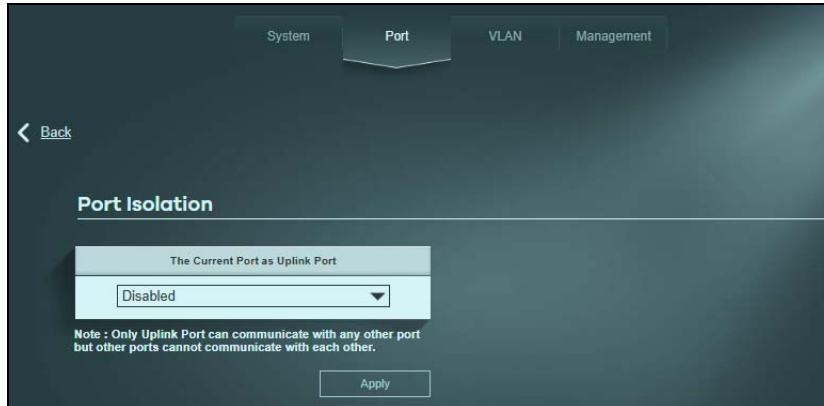 System Port VLAN Management
Back
Port Isolation
The Current Port as Uplink Port
Disabled
Note : Only Uplink Port can communicate with any other port
but other ports cannot communicate with each other.
Apply